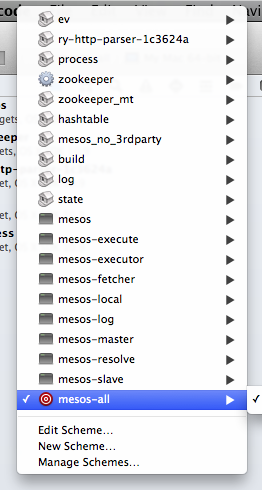 ev
ry-http-parser-1c3624a
process
zookeeper
zookeeper_mt
hashtable
mesos_no_3rdparty
build
log
state
mesos
mesos-execute
mesos-executor
mesos-fetcher
mesos-local
mesos-log
mesos-master
mesos-resolve
mesos-slave
mesos-all
Edit Scheme...
New Scheme...
Manage Schemes...